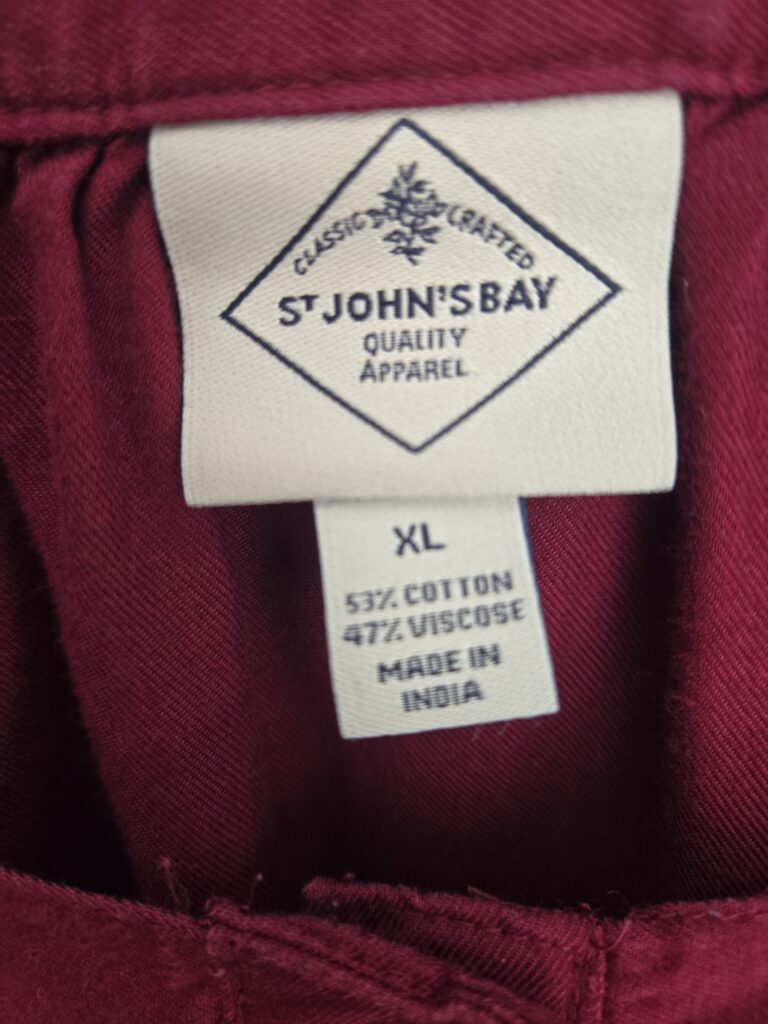 CLASSIC CRAFTED
ST JOHN'S BAY
QUALITY
APPAREL
XL
53% COTTON
47% VISCOSE
MADE IN
INDIA